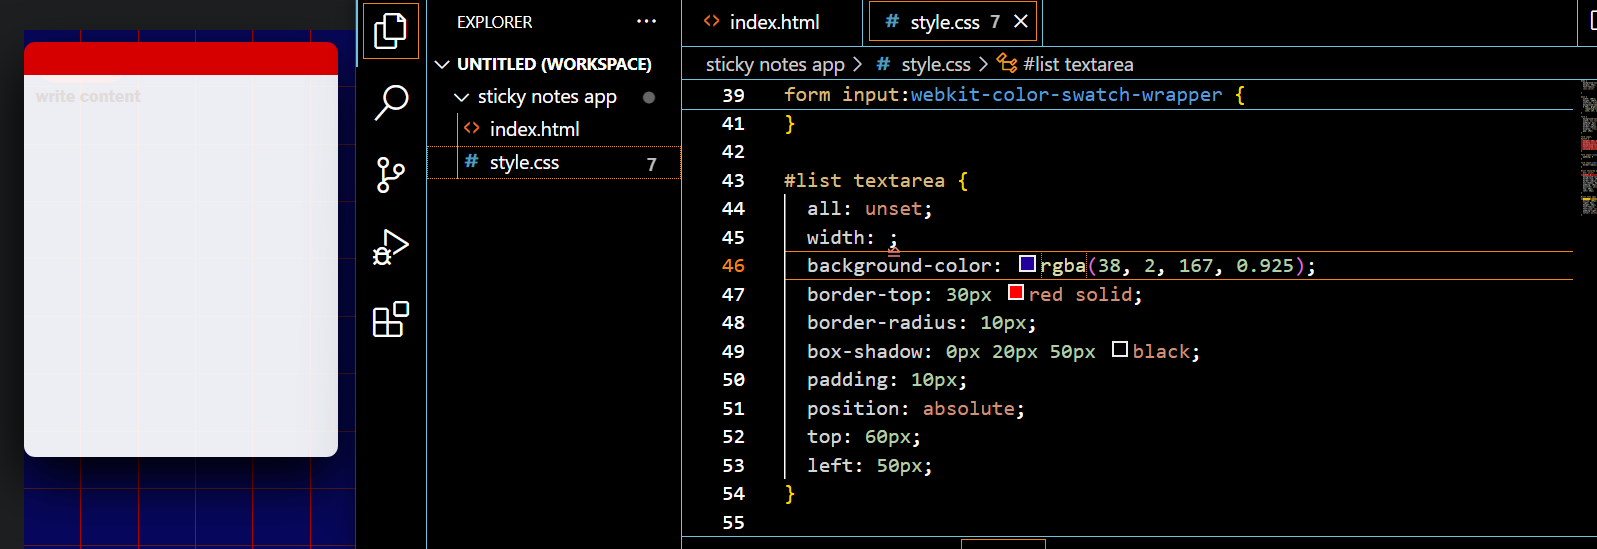 write content
EXPLORER ···
UNTITLED (WORKSPACE)
sticky notes app
<> index.html
# style.css 7
<> index.html
# style.css 7 ×
sticky notes app > # style.css > #list textarea
39 form input:webkit-color-swatch-wrapper {
41 }
42
43 #list textarea {
44 all: unset;
45 width: ;
46 background-color: rgba(38, 2, 167, 0.925);
47 border-top: 30px red solid;
48 border-radius: 10px;
49 box-shadow: 0px 20px 50px black;
50 padding: 10px;
51 position: absolute;
52 top: 60px;
53 left: 50px;
54 }
55